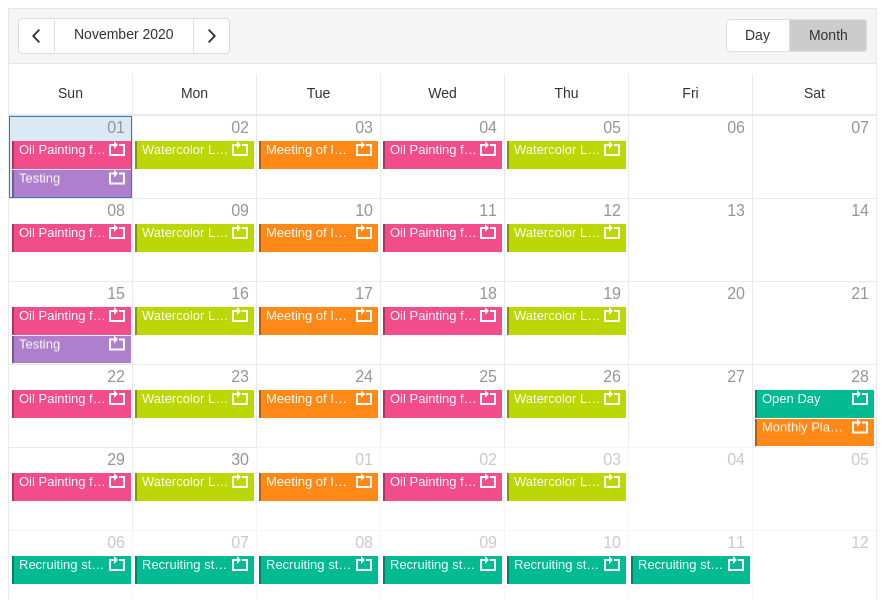 November 2020
Day
Month
Sun Mon Tue Wed Thu Fri Sat
01 02 03 04 05 06 07
Oil Painting f... Watercolor L... Meeting of I... Oil Painting f... Watercolor L...
Testing
08 09 10 11 12 13 14
Oil Painting f... Watercolor L... Meeting of I... Oil Painting f... Watercolor L...
15 16 17 18 19 20 21
Oil Painting f... Watercolor L... Meeting of I... Oil Painting f... Watercolor L...
Testing
22 23 24 25 26 27 28
Oil Painting f... Watercolor L... Meeting of I... Oil Painting f... Watercolor L... Open Day
Monthly Pla...
29 30 01 02 03 04 05
Oil Painting f... Watercolor L... Meeting of I... Oil Painting f... Watercolor L...
06 07 08 09 10 11 12
Recruiting st... Recruiting st... Recruiting st... Recruiting st... Recruiting st... Recruiting st...